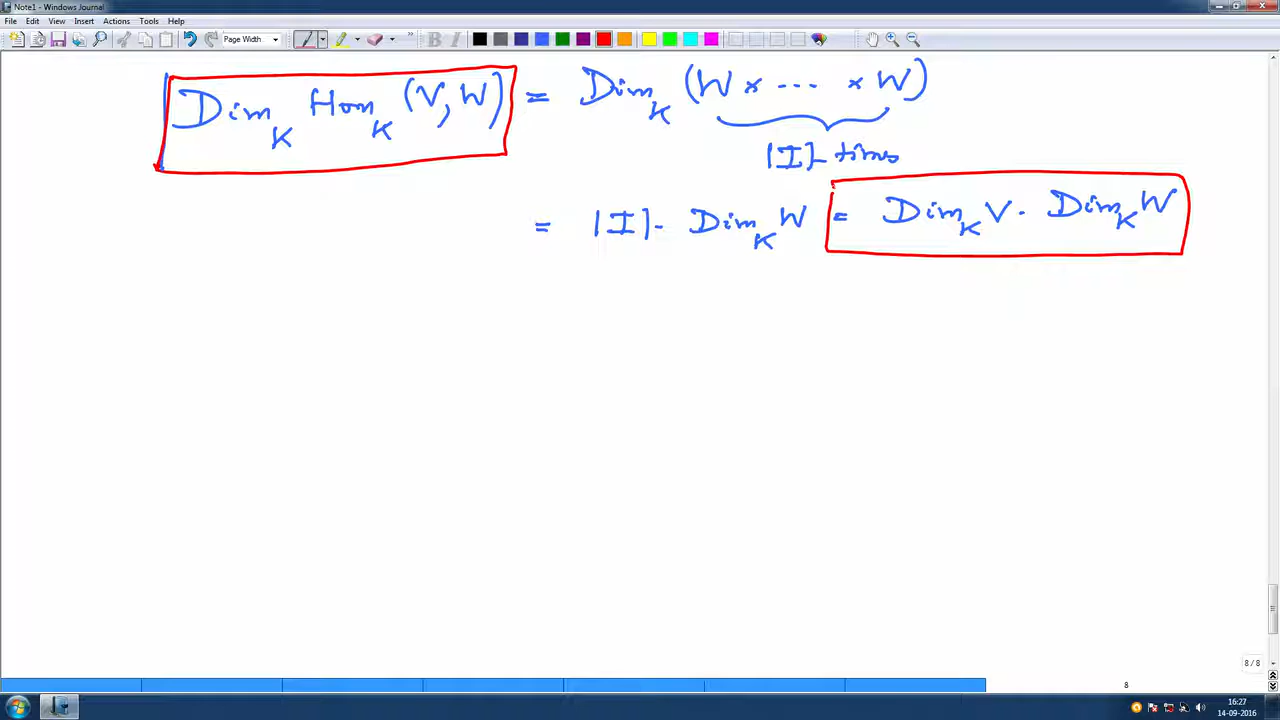 Note1 - Windows Journal
File Edit View Insert Actions Tools Help
Page Width
Dim_K Hom_K (V, W) = Dim_K (W × ··· × W)
|I|- times
= |I| · Dim_K W = Dim_K V · Dim_K W
8 / 8
8
16:27
14-09-2016